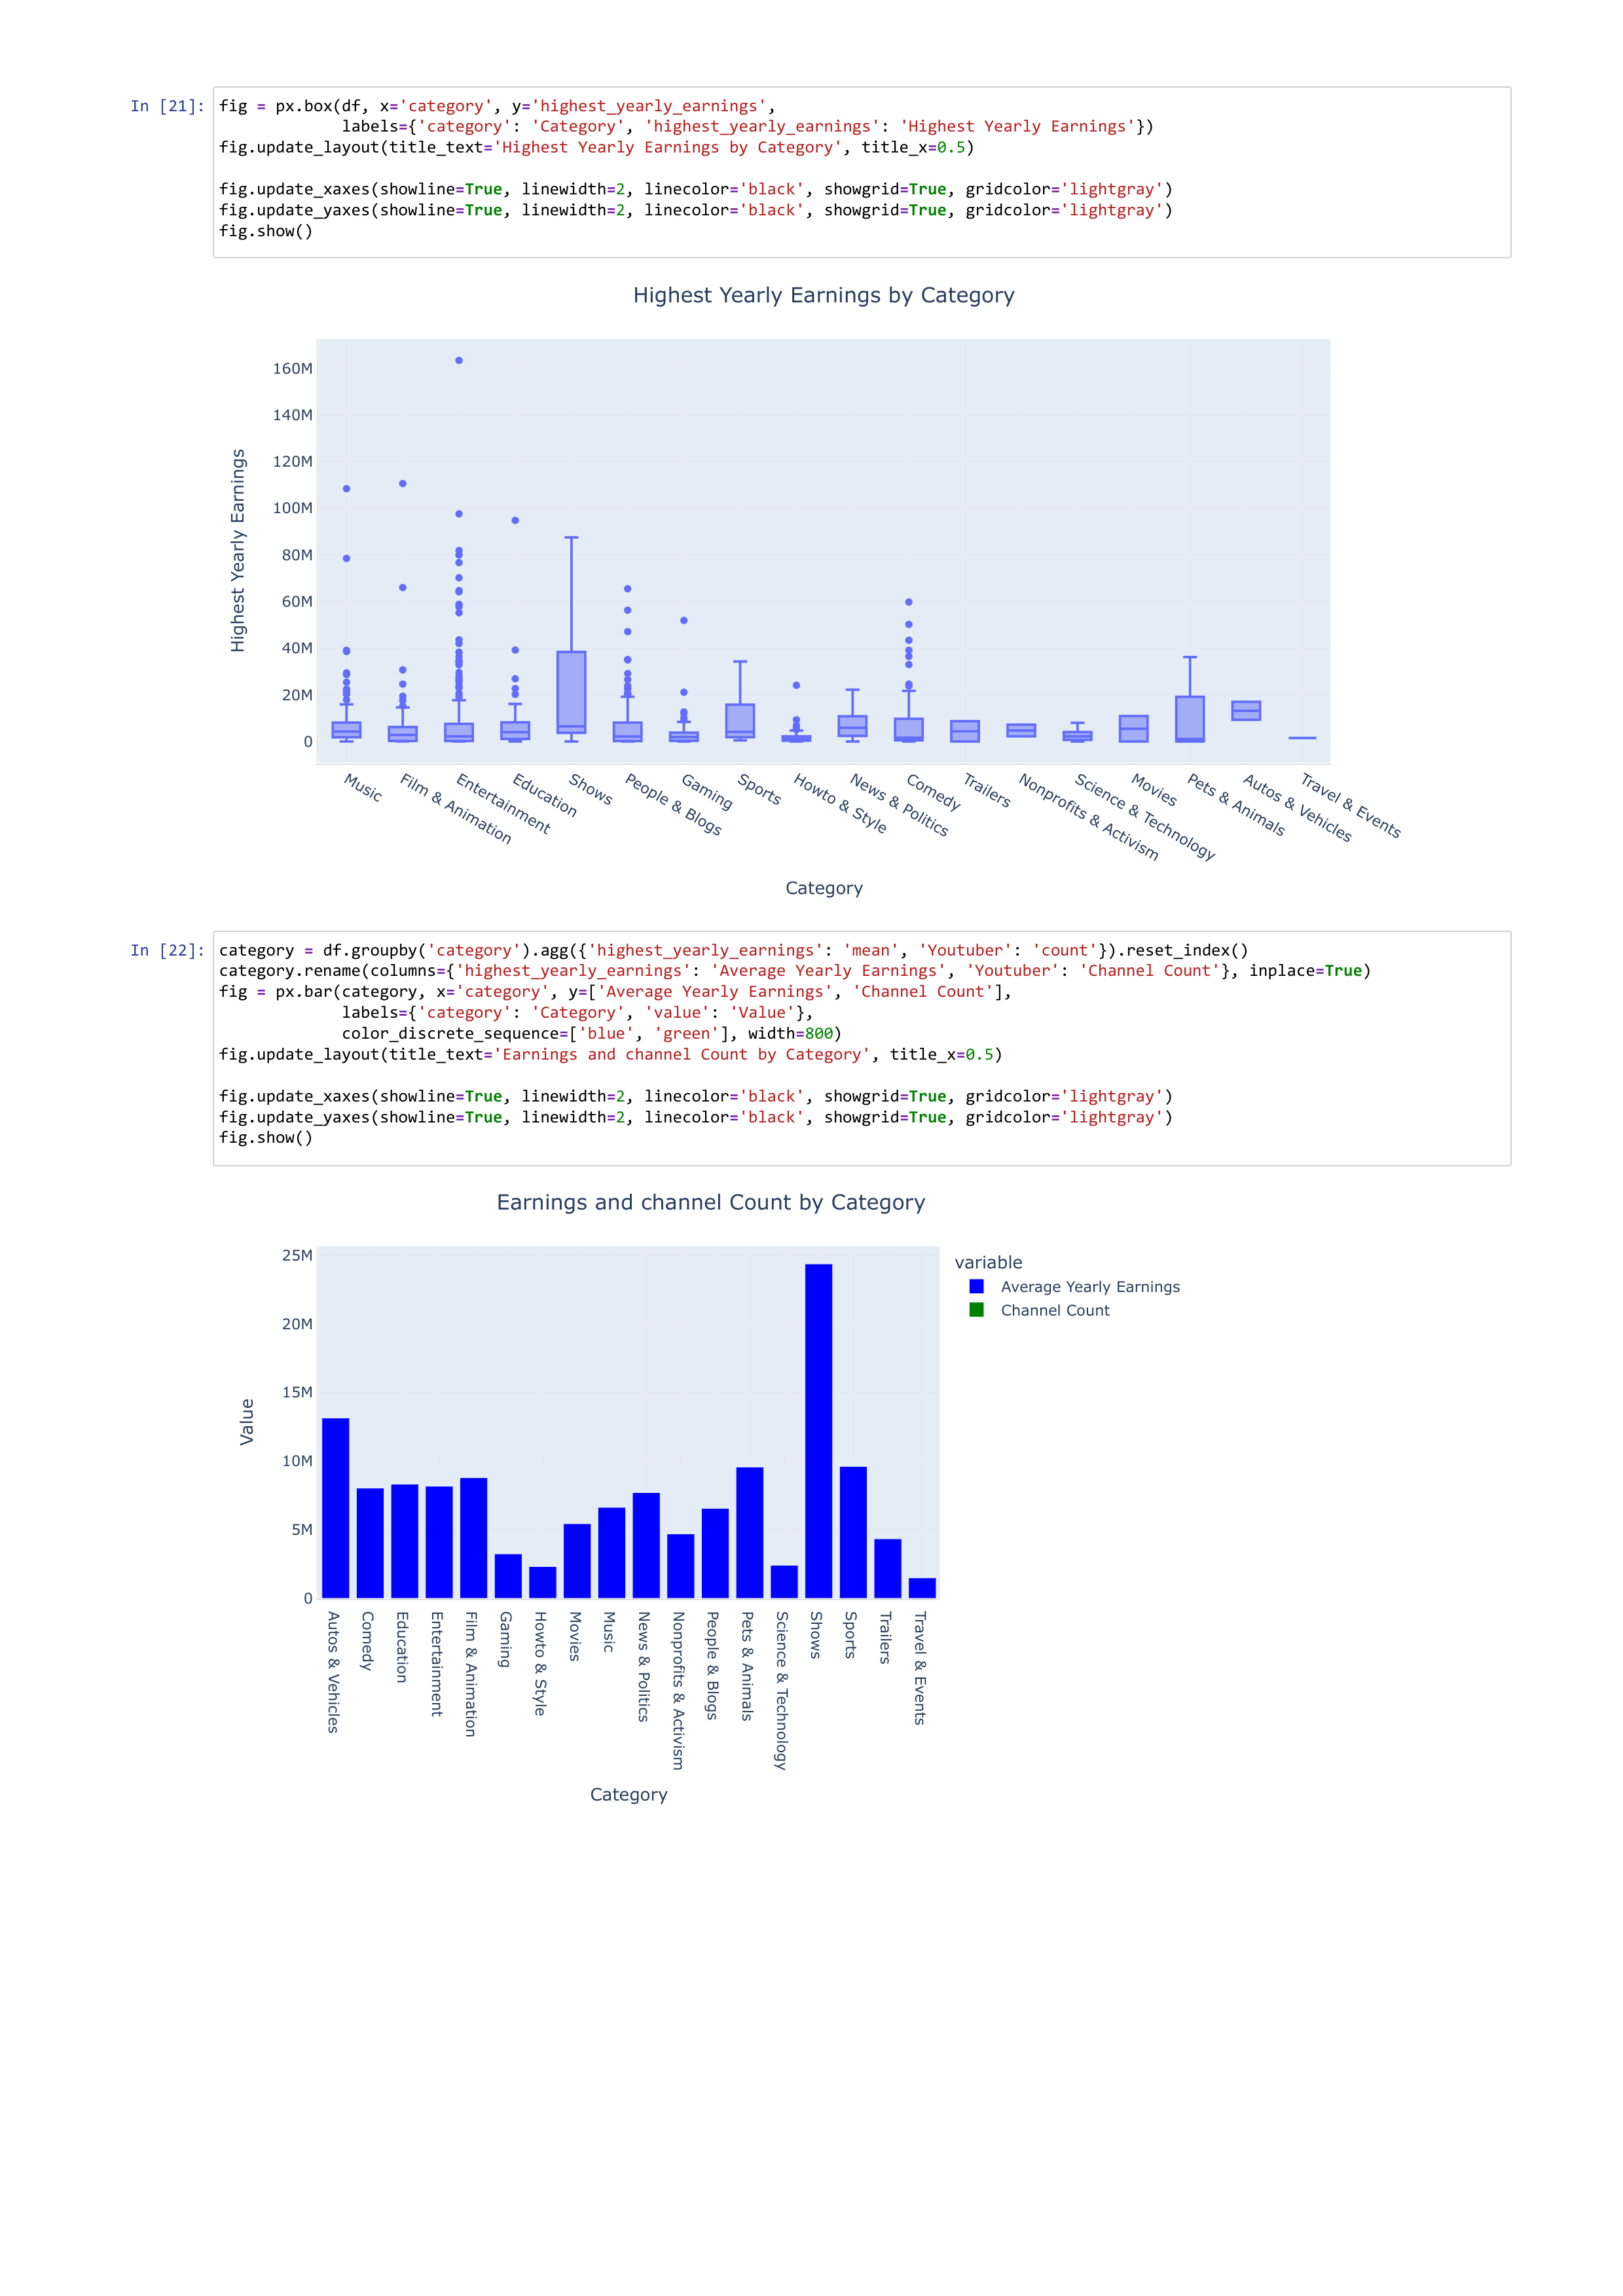 In [21]: fig = px.box(df, x='category', y='highest_yearly_earnings',
labels={'category': 'Category', 'highest_yearly_earnings': 'Highest Yearly Earnings'})
fig.update_layout(title_text='Highest Yearly Earnings by Category', title_x=0.5)
fig.update_xaxes(showline=True, linewidth=2, linecolor='black', showgrid=True, gridcolor='lightgray')
fig.update_yaxes(showline=True, linewidth=2, linecolor='black', showgrid=True, gridcolor='lightgray')
fig.show()
Highest Yearly Earnings by Category
160M
140M
120M
100M
80M
60M
40M
20M
0
Highest Yearly Earnings
Music
Film & Animation
Entertainment
Education
Shows
People & Blogs
Gaming
Sports
Howto & Style
News & Politics
Comedy
Trailers
Nonprofits & Activism
Science & Technology
Movies
Pets & Animals
Autos & Vehicles
Travel & Events
Category
In [22]: category = df.groupby('category').agg({'highest_yearly_earnings': 'mean', 'Youtuber': 'count'}).reset_index()
category.rename(columns={'highest_yearly_earnings': 'Average Yearly Earnings', 'Youtuber': 'Channel Count'}, inplace=True)
fig = px.bar(category, x='category', y=['Average Yearly Earnings', 'Channel Count'],
labels={'category': 'Category', 'value': 'Value'},
color_discrete_sequence=['blue', 'green'], width=800)
fig.update_layout(title_text='Earnings and channel Count by Category', title_x=0.5)
fig.update_xaxes(showline=True, linewidth=2, linecolor='black', showgrid=True, gridcolor='lightgray')
fig.update_yaxes(showline=True, linewidth=2, linecolor='black', showgrid=True, gridcolor='lightgray')
fig.show()
Earnings and channel Count by Category
variable
Average Yearly Earnings
Channel Count
25M
20M
15M
10M
5M
0
Value
Autos & Vehicles
Comedy
Education
Entertainment
Film & Animation
Gaming
Howto & Style
Movies
Music
News & Politics
Nonprofits & Activism
People & Blogs
Pets & Animals
Science & Technology
Shows
Sports
Trailers
Travel & Events
Category